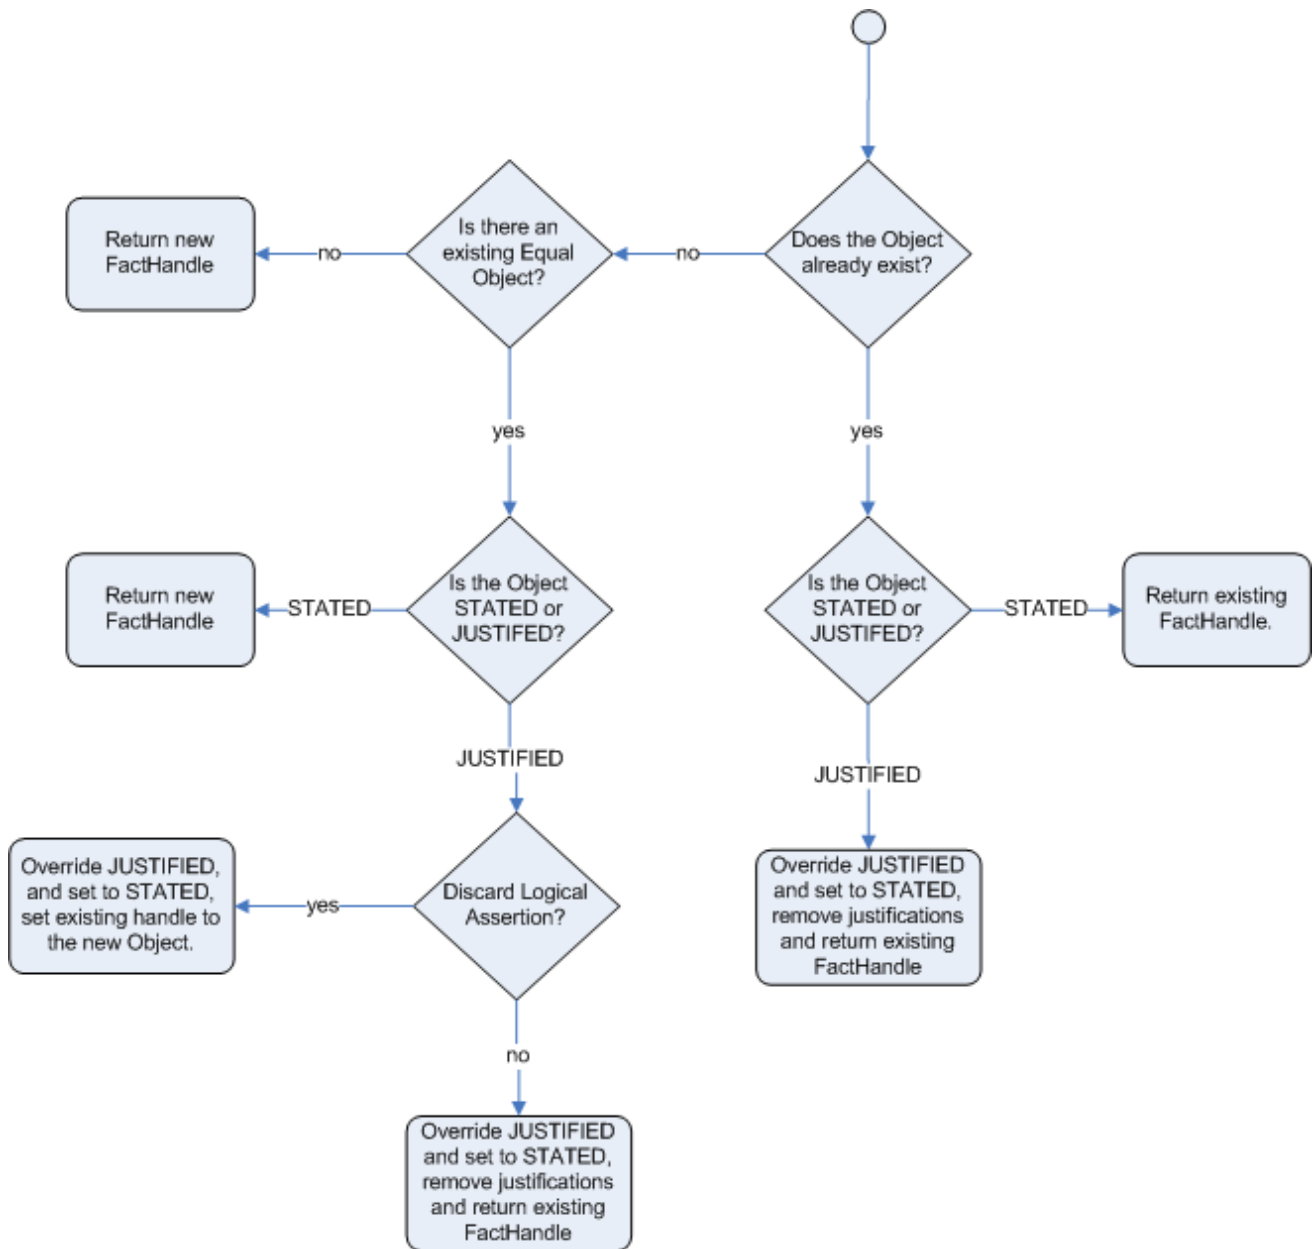 Is there an
existing Equal
Object?
Return new
FactHandle
no
Does the Object
already exist?
no
yes
yes
Return new
FactHandle
STATED
Is the Object
STATED or
JUSTIFED?
Is the Object
STATED or
JUSTIFED?
STATED
Return existing
FactHandle.
JUSTIFIED
JUSTIFIED
Override JUSTIFIED,
and set to STATED,
set existing handle to
the new Object.
yes
Discard Logical
Assertion?
Override JUSTIFIED
and set to STATED,
remove justifications
and return existing
FactHandle
no
Override JUSTIFIED
and set to STATED,
remove justifications
and return existing
FactHandle